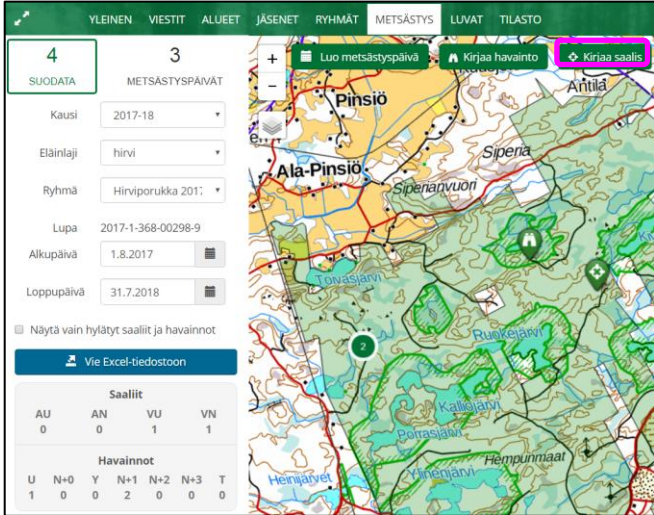 YLEINEN VIESTIT ALUEET JÄSENET RYHMÄT METSÄSTYS LUVAT TILASTO
4 3
SUODATA METSÄSTYSPÄIVÄT
Kausi 2017-18
Eläinlaji hirvi
Ryhmä Hirviporukka 2017
Lupa 2017-1-368-00298-9
Alkupäivä 1.8.2017
Loppupäivä 31.7.2018
Näytä vain hylätyt saaliit ja havainnot
Vie Excel-tiedostoon
Saaliit
AU AN VU VN
0 0 1 1
Havainnot
U N+0 Y N+1 N+2 N+3 T
1 0 0 2 0 0 0
+ Luo metsästyspäivä Kirjaa havainto Kirjaa saalis
−
Pinsiö
Antila
Siperia
Ala-Pinsiö
Siperianvuori
Toivasjärvi
2
Ruokejärvi
Kalliojärvi
Porrasjärvi
Hempunmaat
Heinijärvet
Ylinenjärvi